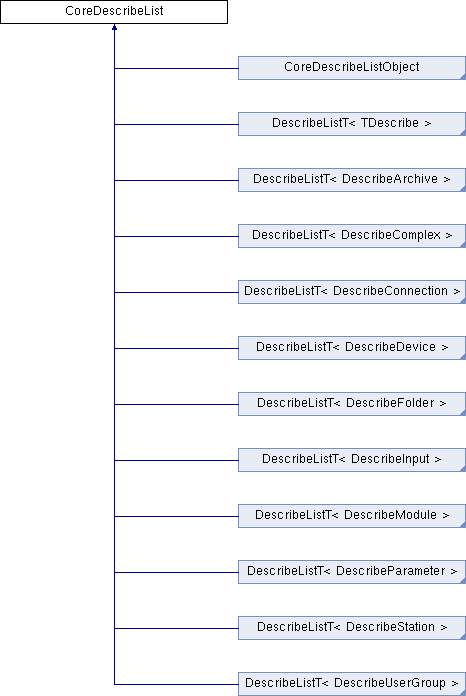 CoreDescribeList
CoreDescribeListObject
DescribeListT< TDescribe >
DescribeListT< DescribeArchive >
DescribeListT< DescribeComplex >
DescribeListT< DescribeConnection >
DescribeListT< DescribeDevice >
DescribeListT< DescribeFolder >
DescribeListT< DescribeInput >
DescribeListT< DescribeModule >
DescribeListT< DescribeParameter >
DescribeListT< DescribeStation >
DescribeListT< DescribeUserGroup >